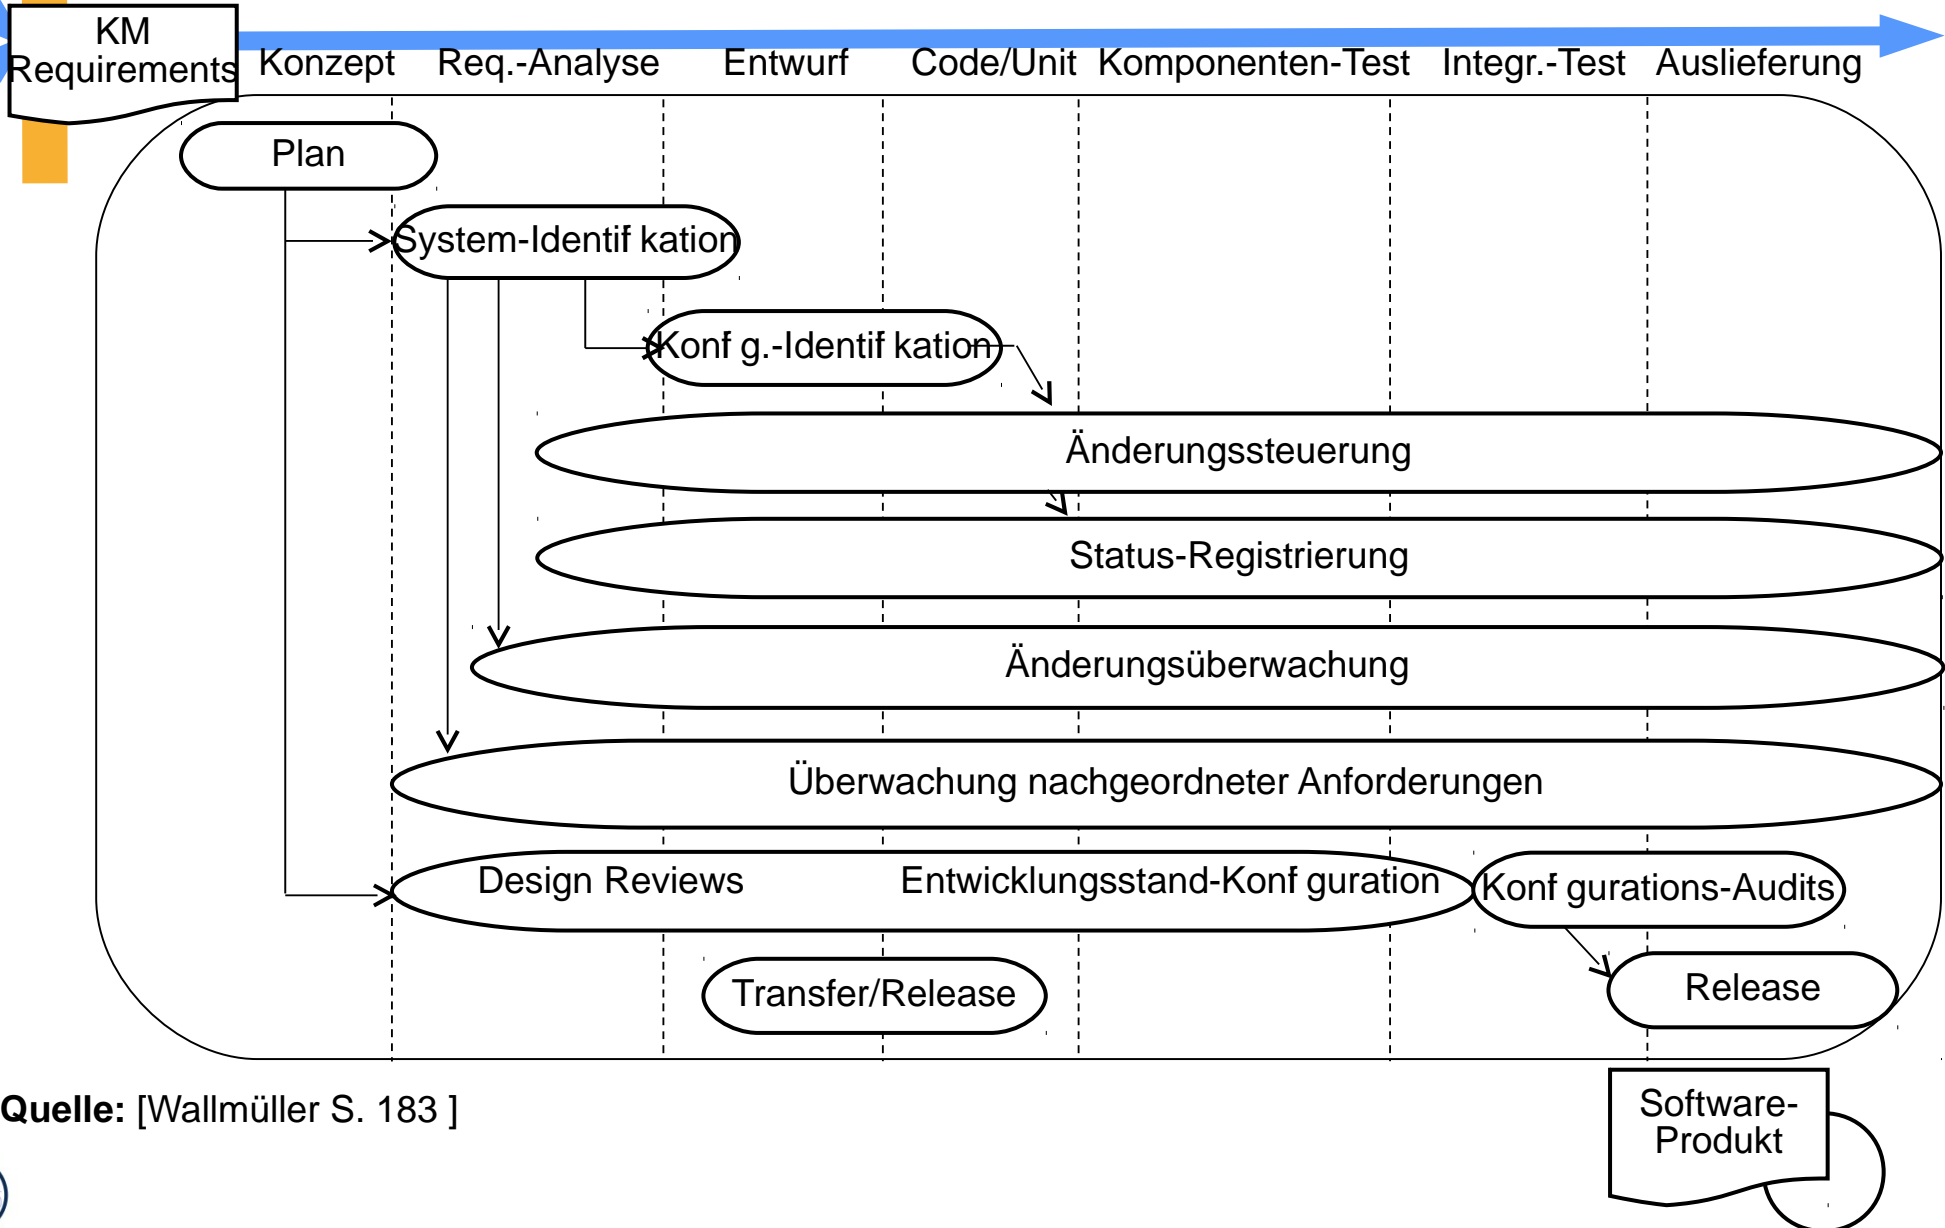 KM
Requirements
Konzept Req.-Analyse Entwurf Code/Unit Komponenten-Test Integr.-Test Auslieferung
Plan
System-Identif kation
Konf g.-Identif kation
Änderungssteuerung
Status-Registrierung
Änderungsüberwachung
Überwachung nachgeordneter Anforderungen
Design Reviews Entwicklungsstand-Konf guration Konf gurations-Audits
Transfer/Release Release
Quelle: [Wallmüller S. 183 ]
Software-
Produkt